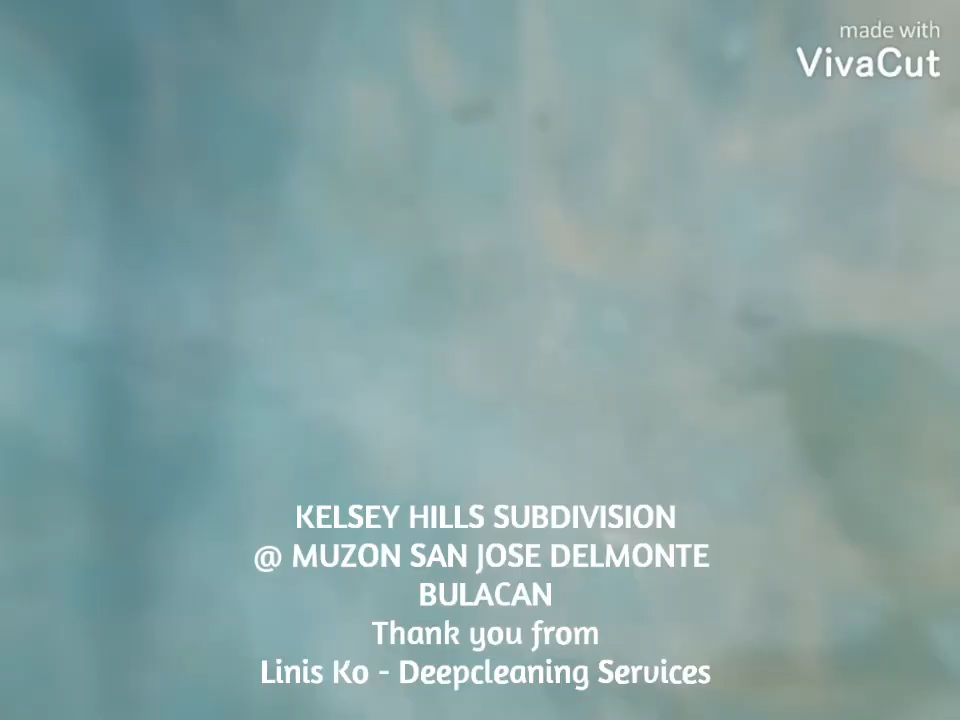 made with
VivaCut
KELSEY HILLS SUBDIVISION
@ MUZON SAN JOSE DELMONTE
BULACAN
Thank you from
Linis Ko - Deepcleaning Services